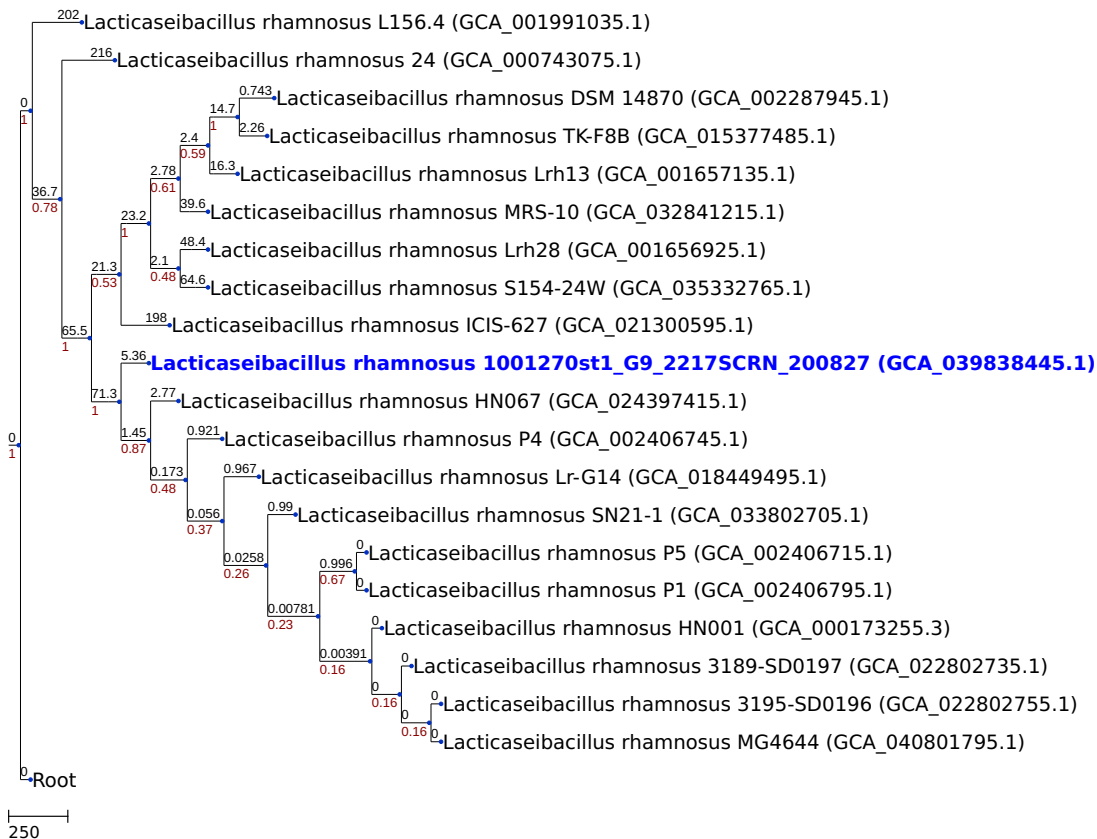 202 Lacticaseibacillus rhamnosus L156.4 (GCA_001991035.1)
216 Lacticaseibacillus rhamnosus 24 (GCA_000743075.1)
0.743 Lacticaseibacillus rhamnosus DSM 14870 (GCA_002287945.1)
0
1
14.7
1
2.26 Lacticaseibacillus rhamnosus TK-F8B (GCA_015377485.1)
2.4
0.59
16.3 Lacticaseibacillus rhamnosus Lrh13 (GCA_001657135.1)
2.78
0.61
36.7
0.78
39.6 Lacticaseibacillus rhamnosus MRS-10 (GCA_032841215.1)
23.2
1
48.4 Lacticaseibacillus rhamnosus Lrh28 (GCA_001656925.1)
2.1
0.48
21.3
0.53
64.6 Lacticaseibacillus rhamnosus S154-24W (GCA_035332765.1)
198 Lacticaseibacillus rhamnosus ICIS-627 (GCA_021300595.1)
65.5
1
5.36 Lacticaseibacillus rhamnosus 1001270st1_G9_2217SCRN_200827 (GCA_039838445.1)
71.3
1
2.77 Lacticaseibacillus rhamnosus HN067 (GCA_024397415.1)
1.45
0.87
0
1
0.921 Lacticaseibacillus rhamnosus P4 (GCA_002406745.1)
0.173
0.48
0.967 Lacticaseibacillus rhamnosus Lr-G14 (GCA_018449495.1)
0.056
0.37
0.99 Lacticaseibacillus rhamnosus SN21-1 (GCA_033802705.1)
0.0258
0.26
0 Lacticaseibacillus rhamnosus P5 (GCA_002406715.1)
0.996
0.67
0 Lacticaseibacillus rhamnosus P1 (GCA_002406795.1)
0.00781
0.23
0 Lacticaseibacillus rhamnosus HN001 (GCA_000173255.3)
0.00391
0.16
0 Lacticaseibacillus rhamnosus 3189-SD0197 (GCA_022802735.1)
0
0.16
0 Lacticaseibacillus rhamnosus 3195-SD0196 (GCA_022802755.1)
0
0.16
0 Lacticaseibacillus rhamnosus MG4644 (GCA_040801795.1)
0 Root
250